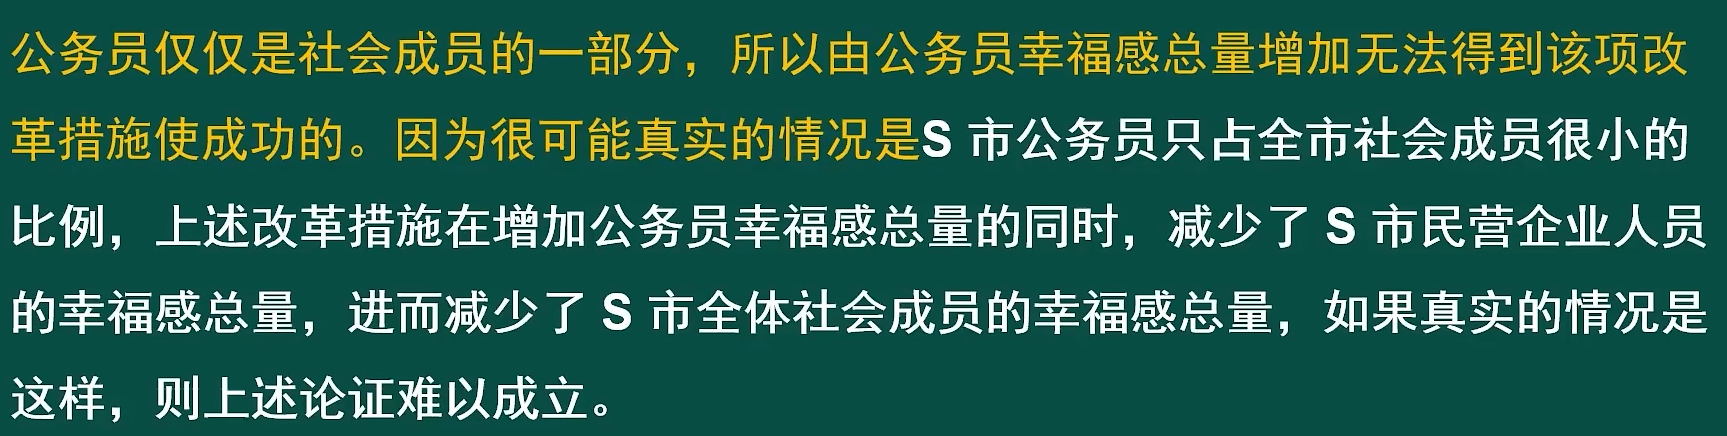 公务员仅仅是社会成员的一部分，所以由公务员幸福感总量增加无法得到该项改
革措施使成功的。因为很可能真实的情况是S 市公务员只占全市社会成员很小的
比例，上述改革措施在增加公务员幸福感总量的同时，减少了 S 市民营企业人员
的幸福感总量，进而减少了 S 市全体社会成员的幸福感总量，如果真实的情况是
这样，则上述论证难以成立。